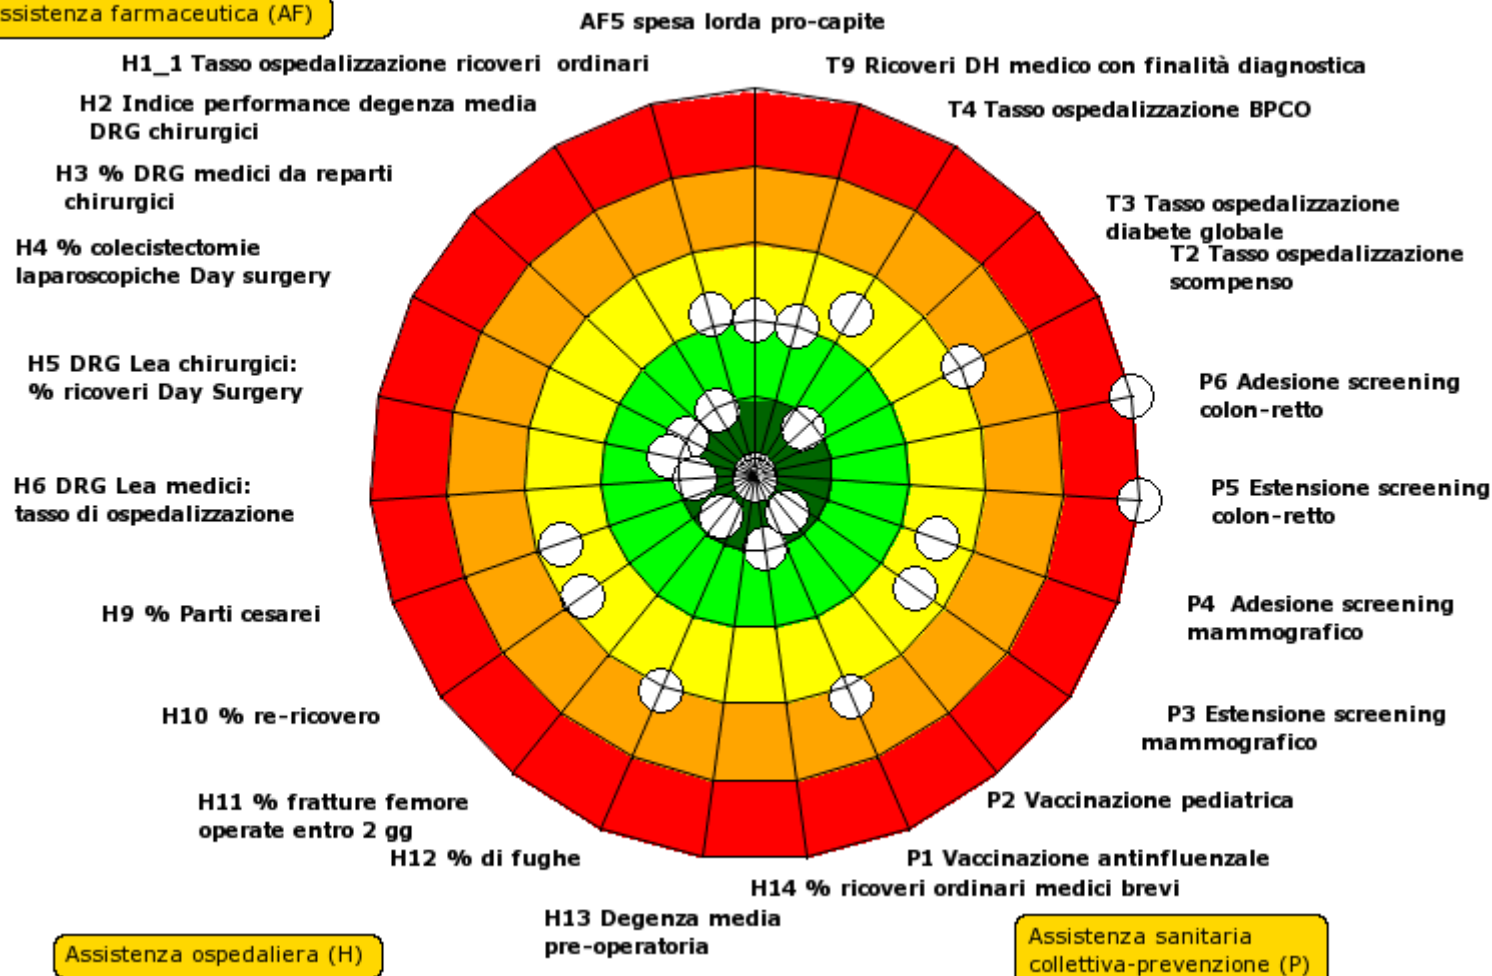 ssistenza farmaceutica (AF)
AF5 spesa lorda pro-capite
H1_1 Tasso ospedalizzazione ricoveri ordinari
T9 Ricoveri DH medico con finalità diagnostica
H2 Indice performance degenza media
DRG chirurgici
T4 Tasso ospedalizzazione BPCO
H3 % DRG medici da reparti
chirurgici
T3 Tasso ospedalizzazione
diabete globale
H4 % colecistectomie
laparoscopiche Day surgery
T2 Tasso ospedalizzazione
scompenso
H5 DRG Lea chirurgici:
% ricoveri Day Surgery
P6 Adesione screening
colon-retto
H6 DRG Lea medici:
tasso di ospedalizzazione
P5 Estensione screening
colon-retto
H9 % Parti cesarei
P4 Adesione screening
mammografico
H10 % re-ricovero
P3 Estensione screening
mammografico
H11 % fratture femore
operate entro 2 gg
P2 Vaccinazione pediatrica
H12 % di fughe
P1 Vaccinazione antinfluenzale
H14 % ricoveri ordinari medici brevi
H13 Degenza media
pre-operatoria
Assistenza ospedaliera (H)
Assistenza sanitaria
collettiva-prevenzione (P)